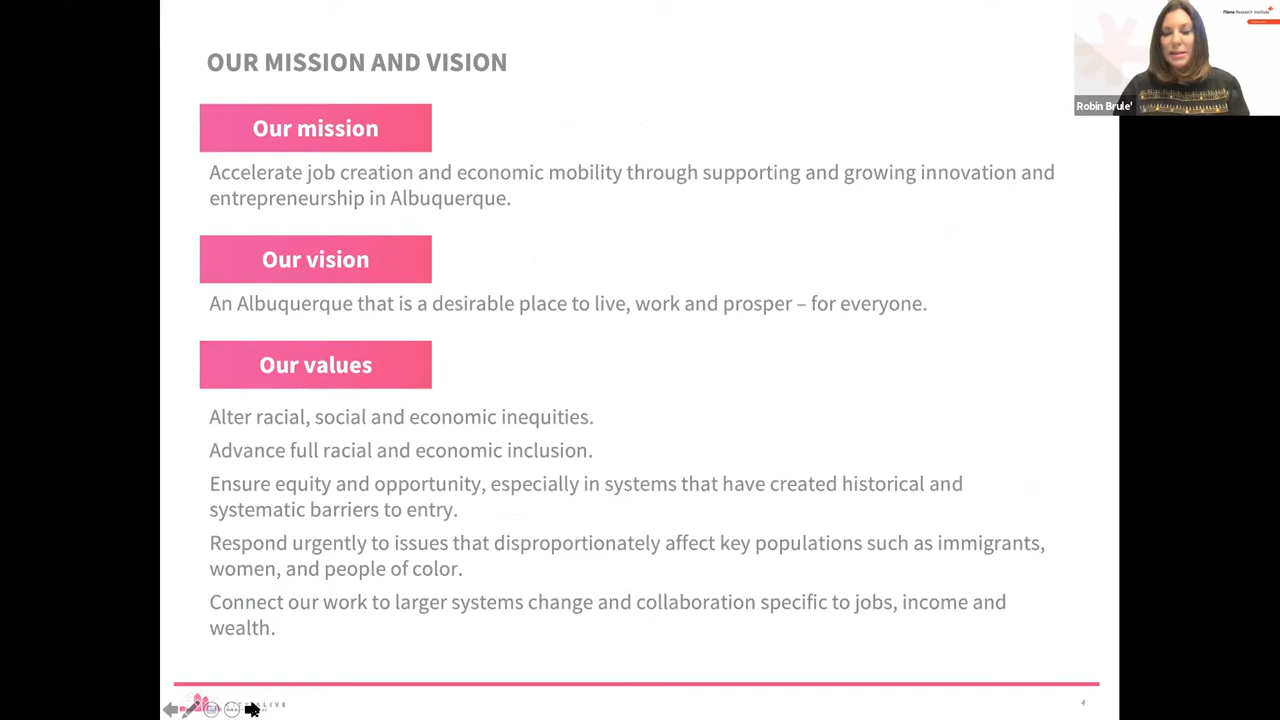 OUR MISSION AND VISION
Our mission
Accelerate job creation and economic mobility through supporting and growing innovation and
entrepreneurship in Albuquerque.
Our vision
An Albuquerque that is a desirable place to live, work and prosper – for everyone.
Our values
Alter racial, social and economic inequities.
Advance full racial and economic inclusion.
Ensure equity and opportunity, especially in systems that have created historical and
systematic barriers to entry.
Respond urgently to issues that disproportionately affect key populations such as immigrants,
women, and people of color.
Connect our work to larger systems change and collaboration specific to jobs, income and
wealth.
4
Filene Research Institute
Robin Brule'